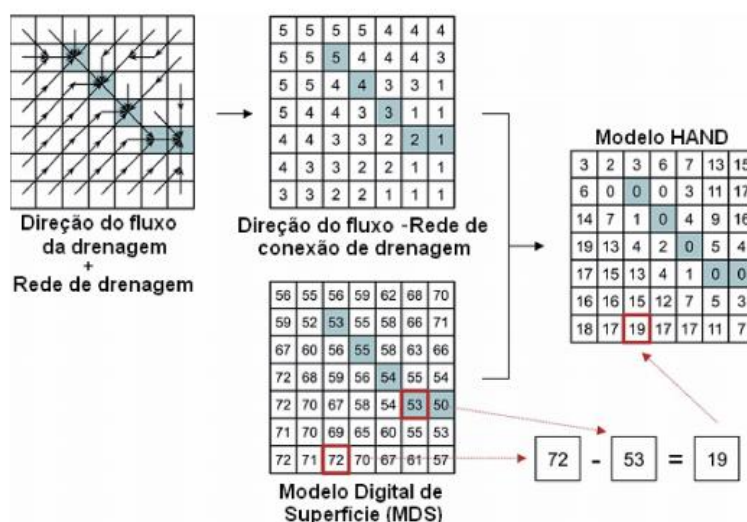 5 5 5 5 4 4 4
5 5 5 4 4 4 3
5 5 4 4 3 3 1
5 4 4 3 3 1 1
4 4 3 3 2 2 1
4 3 3 2 2 1 1
3 3 2 2 1 1 1
Direção do fluxo
da drenagem
+
Rede de drenagem
Direção do fluxo -Rede de
conexão de drenagem
Modelo HAND
3 2 3 6 7 13 15
6 0 0 0 3 11 17
14 7 1 0 4 9 16
19 13 4 2 0 5 4
17 15 13 4 1 0 0
16 16 15 12 7 5 3
18 17 19 17 17 11 7
56 55 56 59 62 68 70
59 52 53 55 58 66 71
67 60 56 55 58 63 66
72 68 59 56 54 55 54
72 70 67 58 54 53 50
71 70 69 65 60 55 53
72 71 72 70 67 61 57
72 - 53 = 19
Modelo Digital de
Superfície (MDS)